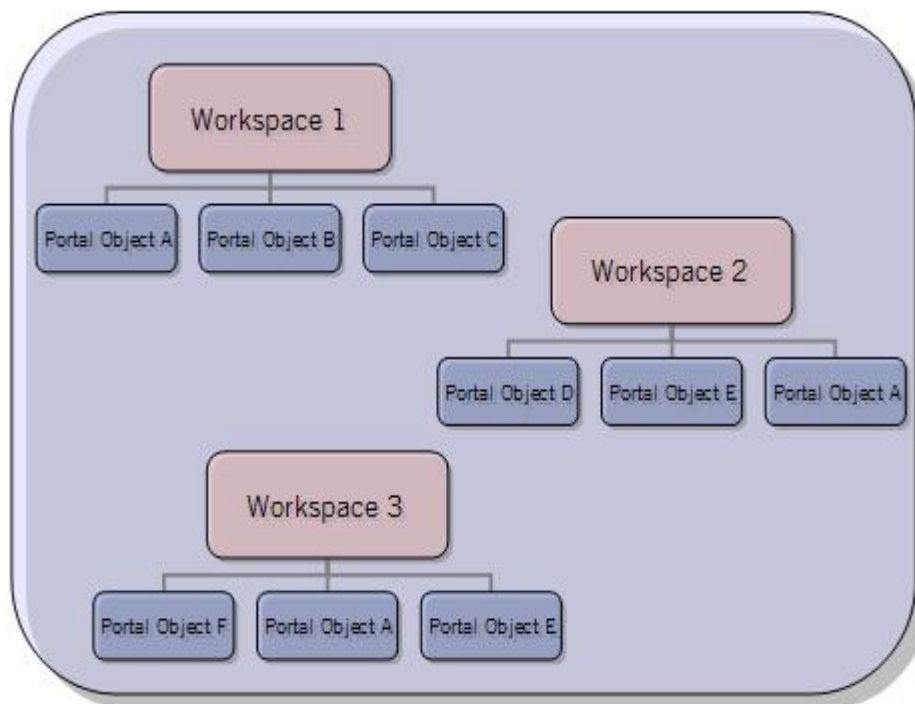 Workspace 1
Portal Object A
Portal Object B
Portal Object C
Workspace 2
Portal Object D
Portal Object E
Portal Object A
Workspace 3
Portal Object F
Portal Object A
Portal Object E